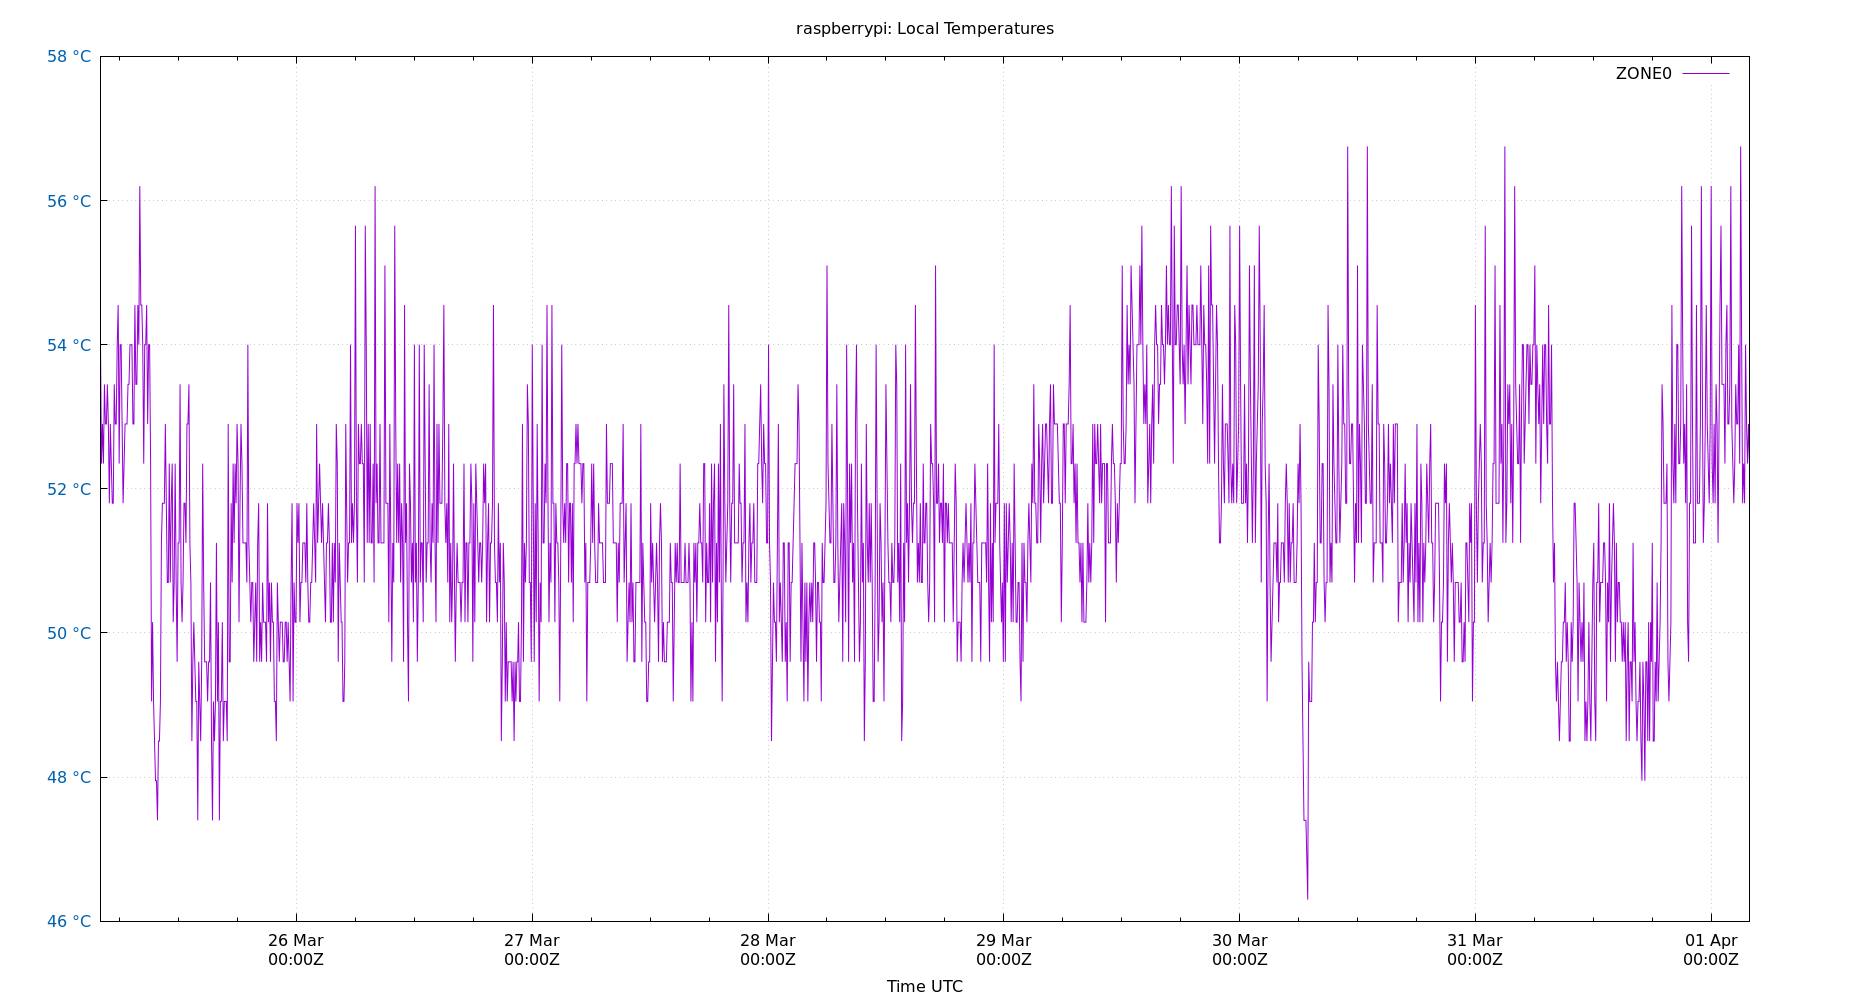 raspberrypi: Local Temperatures
58 °C
ZONE0
56 °C
54 °C
52 °C
50 °C
48 °C
46 °C
26 Mar
00:00Z
27 Mar
00:00Z
28 Mar
00:00Z
29 Mar
00:00Z
30 Mar
00:00Z
31 Mar
00:00Z
01 Apr
00:00Z
Time UTC